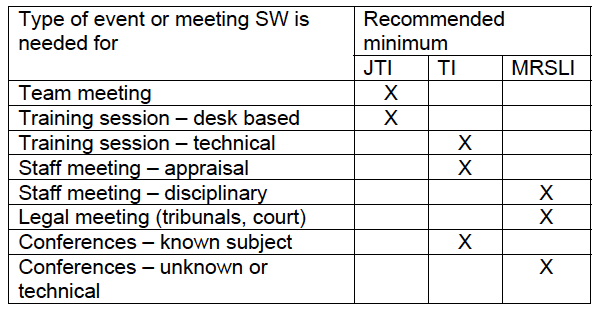 Type of event or meeting SW is
needed for
Recommended
minimum
JTI TI MRSLI
Team meeting X
Training session – desk based X
Training session – technical X
Staff meeting – appraisal X
Staff meeting – disciplinary X
Legal meeting (tribunals, court) X
Conferences – known subject X
Conferences – unknown or
technical X